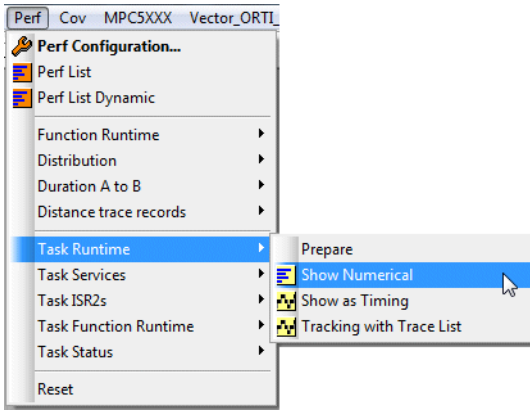 Perf Cov MPC5XXX Vector_ORTI_
Perf Configuration...
Perf List
Perf List Dynamic
Function Runtime
Distribution
Duration A to B
Distance trace records
Task Runtime
Task Services
Task ISR2s
Task Function Runtime
Task Status
Reset
Prepare
Show Numerical
Show as Timing
Tracking with Trace List